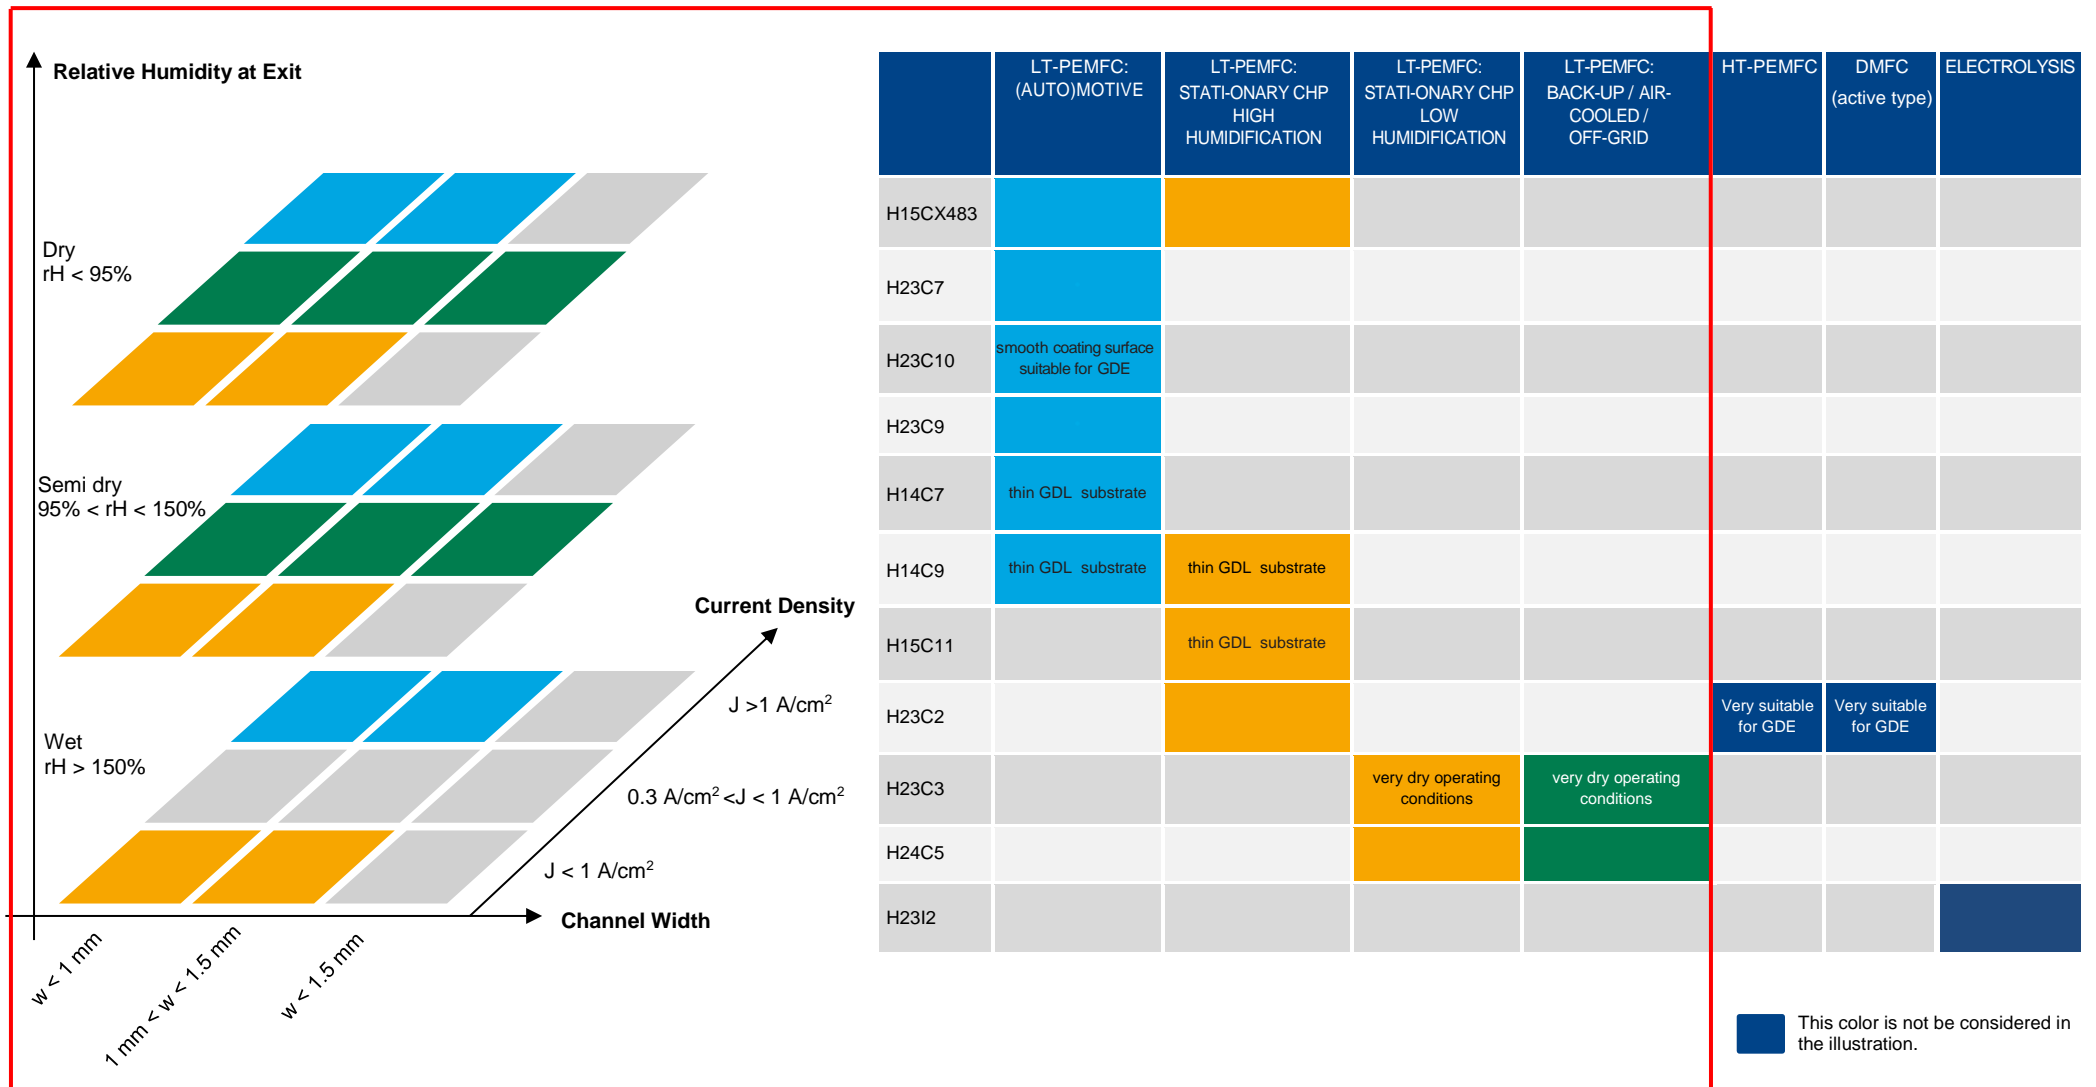 Relative Humidity at Exit
Dry
rH < 95%
Semi dry
95% < rH < 150%
Wet
rH > 150%
Current Density
J >1 A/cm²
0.3 A/cm² <J < 1 A/cm²
J < 1 A/cm²
Channel Width
w < 1 mm
1 mm < w < 1.5 mm
w < 1.5 mm
LT-PEMFC:
(AUTO)MOTIVE
LT-PEMFC:
STATI-ONARY CHP
HIGH
HUMIDIFICATION
LT-PEMFC:
STATI-ONARY CHP
LOW
HUMIDIFICATION
LT-PEMFC:
BACK-UP / AIR-
COOLED /
OFF-GRID
HT-PEMFC
DMFC
(active type)
ELECTROLYSIS
H15CX483
H23C7
H23C10
smooth coating surface
suitable for GDE
H23C9
H14C7
thin GDL substrate
H14C9
thin GDL substrate
thin GDL substrate
H15C11
thin GDL substrate
H23C2
Very suitable
for GDE
Very suitable
for GDE
H23C3
very dry operating
conditions
very dry operating
conditions
H24C5
H23I2
This color is not be considered in
the illustration.